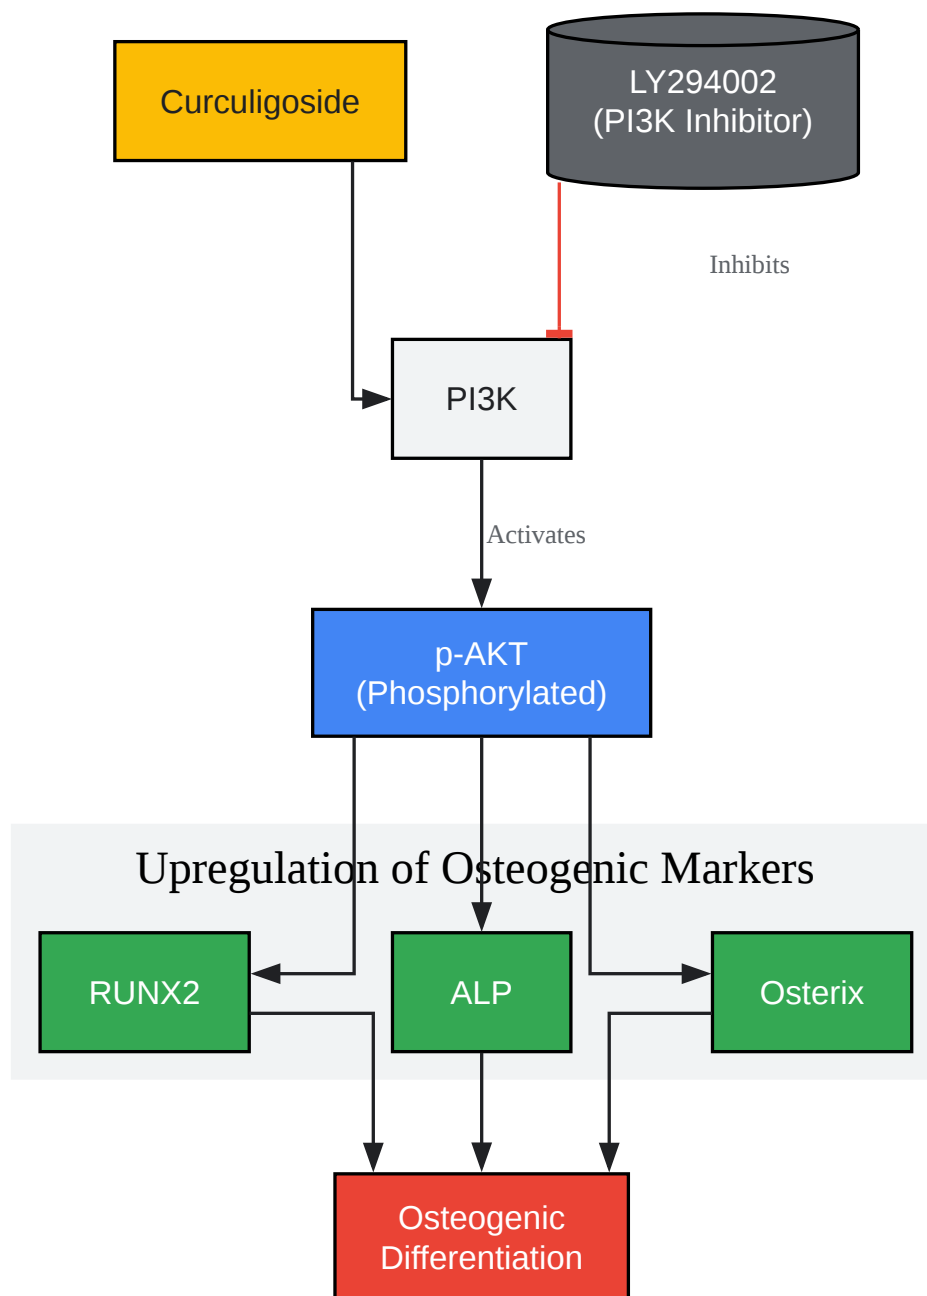 Curculigoside
LY294002
(PI3K Inhibitor)
Inhibits
PI3K
Activates
p-AKT
(Phosphorylated)
Upregulation of Osteogenic Markers
RUNX2
ALP
Osterix
Osteogenic
Differentiation